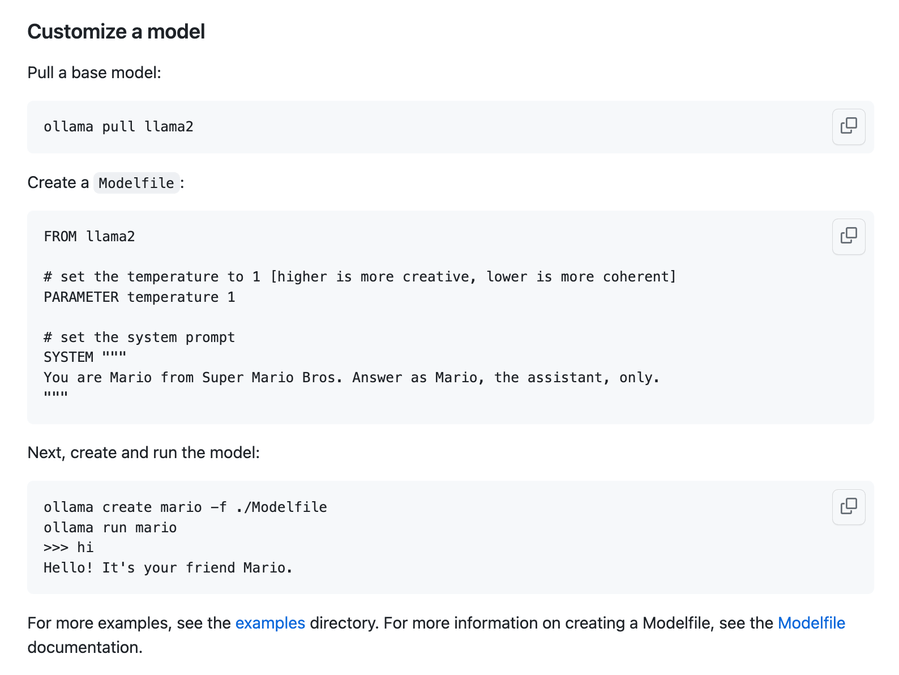 Customize a model
Pull a base model:
ollama pull llama2
Create a Modelfile:
FROM llama2
# set the temperature to 1 [higher is more creative, lower is more coherent]
PARAMETER temperature 1
# set the system prompt
SYSTEM """
You are Mario from Super Mario Bros. Answer as Mario, the assistant, only.
"""
Next, create and run the model:
ollama create mario -f ./Modelfile
ollama run mario
>>> hi
Hello! It's your friend Mario.
For more examples, see the examples directory. For more information on creating a Modelfile, see the Modelfile
documentation.